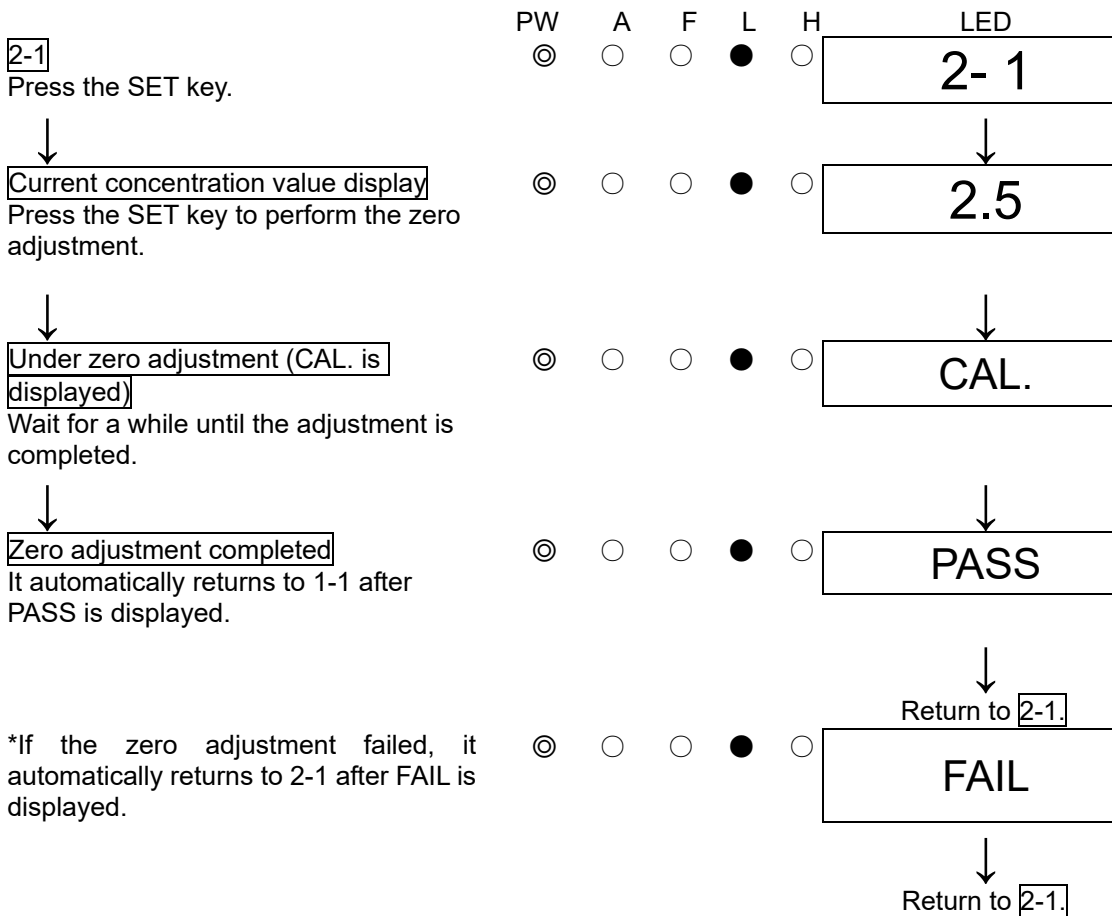 PW A F L H LED
2-1
Press the SET key.
◎ ○ ○ ● ○ 2- 1
↓ ↓
Current concentration value display
Press the SET key to perform the zero
adjustment.
◎ ○ ○ ● ○ 2.5
↓ ↓
Under zero adjustment (CAL. is
displayed)
Wait for a while until the adjustment is
completed.
◎ ○ ○ ● ○ CAL.
↓ ↓
Zero adjustment completed
It automatically returns to 1-1 after
PASS is displayed.
◎ ○ ○ ● ○ PASS
↓
Return to 2-1.
*If the zero adjustment failed, it
automatically returns to 2-1 after FAIL is
displayed.
◎ ○ ○ ● ○ FAIL
↓
Return to 2-1.